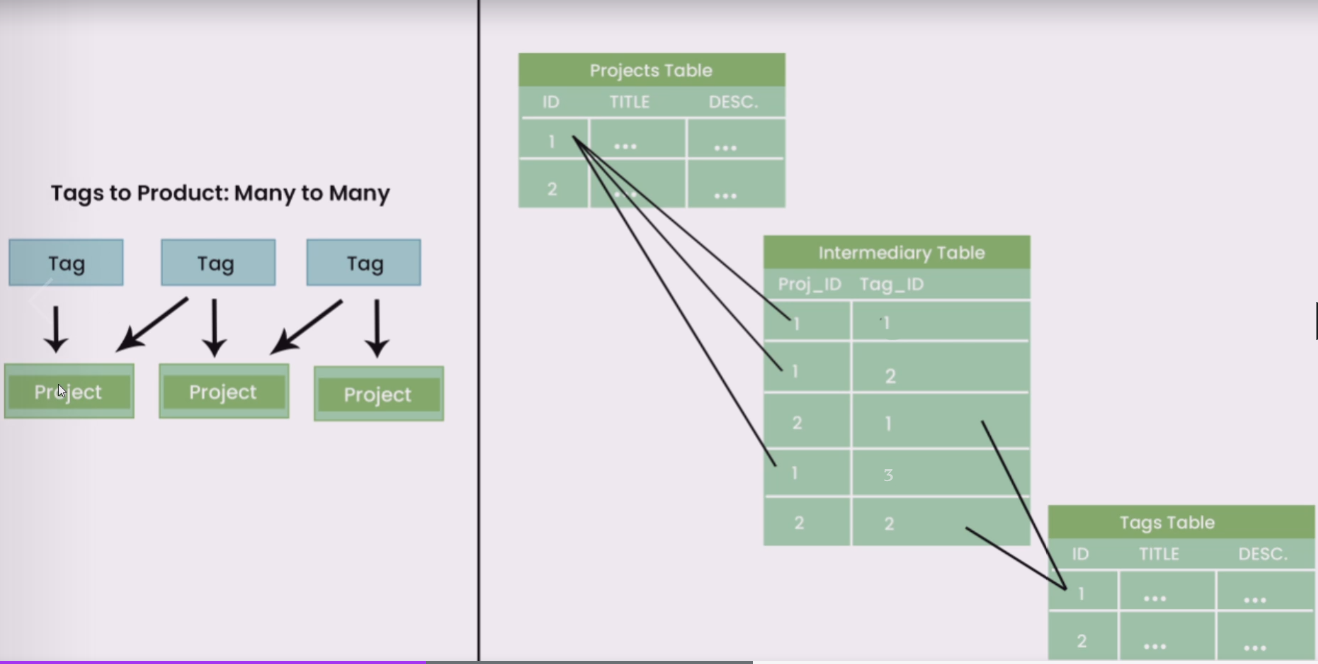 Tags to Product: Many to Many
Tag Tag Tag
Project Project Project
Projects Table
ID TITLE DESC.
1 ... ...
2 ... ...
Intermediary Table
Proj_ID Tag_ID
1 1
1 2
2 1
1 3
2 2
Tags Table
ID TITLE DESC.
1 ... ...
2 ... ...